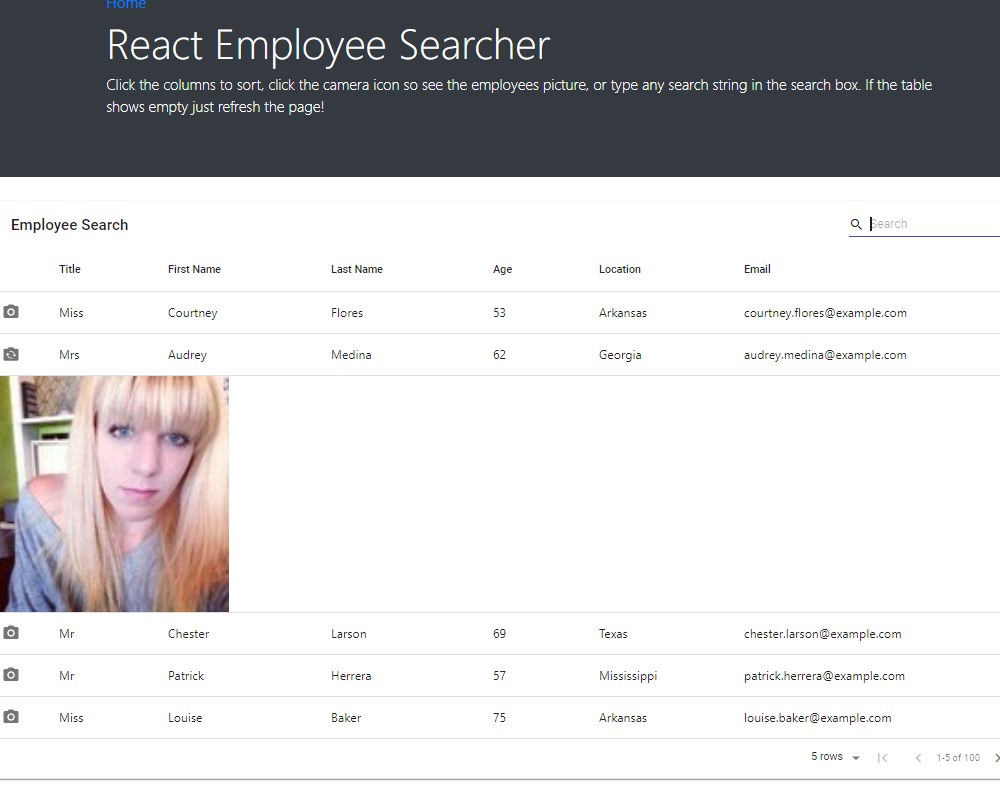 Home
React Employee Searcher
Click the columns to sort, click the camera icon so see the employees picture, or type any search string in the search box. If the table
shows empty just refresh the page!
Employee Search
Search
Title First Name Last Name Age Location Email
Miss Courtney Flores 53 Arkansas courtney.flores@example.com
Mrs Audrey Medina 62 Georgia audrey.medina@example.com
Mr Chester Larson 69 Texas chester.larson@example.com
Mr Patrick Herrera 57 Mississippi patrick.herrera@example.com
Miss Louise Baker 75 Arkansas louise.baker@example.com
5 rows 1-5 of 100